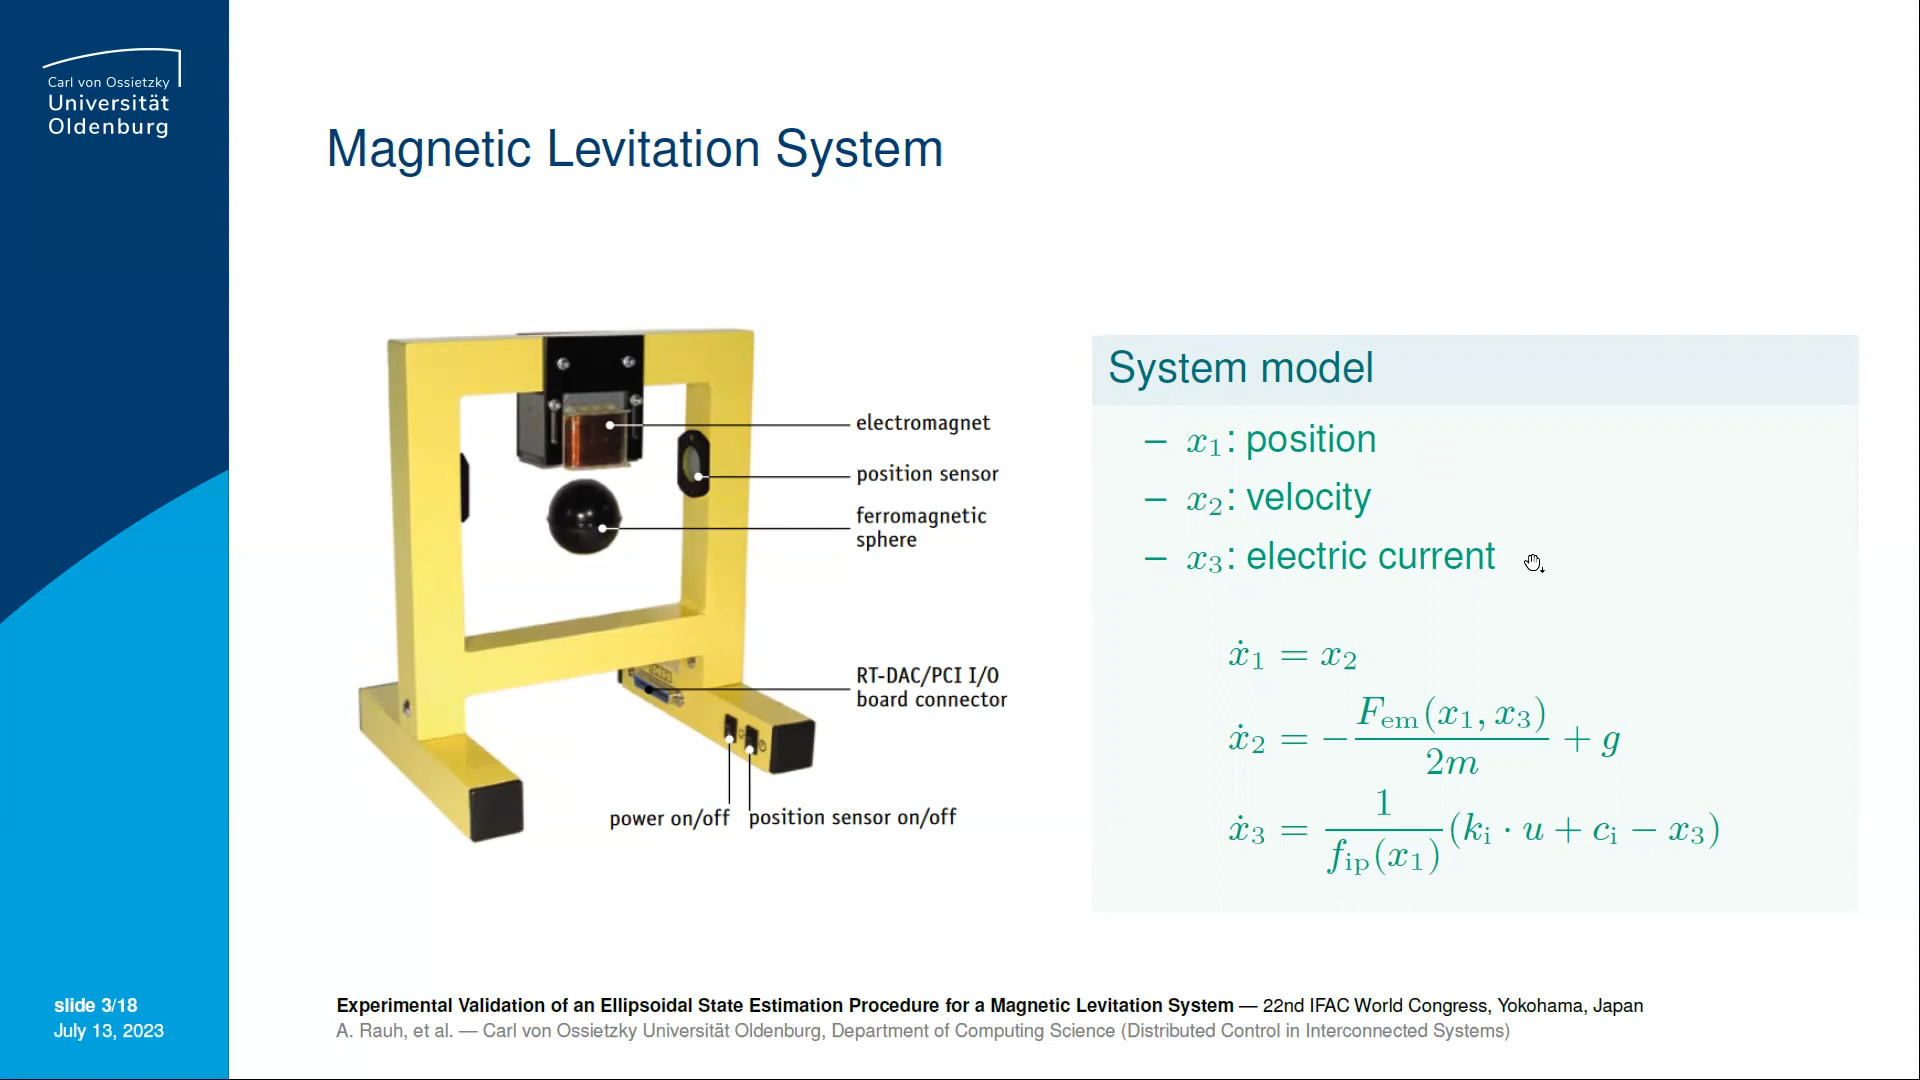 Carl von Ossietzky
Universität
Oldenburg
Magnetic Levitation System
electromagnet
position sensor
ferromagnetic
sphere
RT-DAC/PCI I/O
board connector
power on/off
position sensor on/off
System model
– x₁: position
– x₂: velocity
– x₃: electric current
ẋ₁ = x₂
ẋ₂ = −F_em(x₁, x₃)/2m + g
ẋ₃ = 1/f_ip(x₁) (k_i · u + c_i − x₃)
slide 3/18
July 13, 2023
Experimental Validation of an Ellipsoidal State Estimation Procedure for a Magnetic Levitation System — 22nd IFAC World Congress, Yokohama, Japan
A. Rauh, et al. — Carl von Ossietzky Universität Oldenburg, Department of Computing Science (Distributed Control in Interconnected Systems)